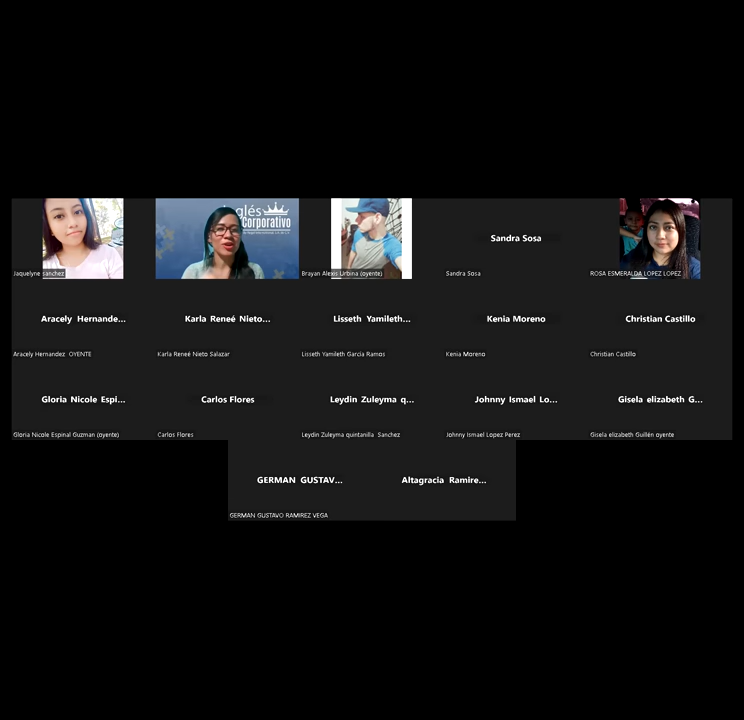 Inglés
Corporativo
Jaquelyne sanchez
Brayan Alexis Urbina (oyente)
Sandra Sosa
Sandra Sosa
ROSA ESMERALDA LOPEZ LOPEZ
Aracely Hernande...
Karla Reneé Nieto...
Lisseth Yamileth...
Kenia Moreno
Christian Castillo
Aracely Hernandez OYENTE
Karla Reneé Nieto Salazar
Lisseth Yamileth García Ramos
Kenia Moreno
Christian Castillo
Gloria Nicole Espi...
Carlos Flores
Leydin Zuleyma q...
Johnny Ismael Lo...
Gisela elizabeth G...
Gloria Nicole Espinal Guzman (oyente)
Carlos Flores
Leydin Zuleyma quintanilla Sanchez
Johnny Ismael Lopez Perez
Gisela elizabeth Guillén oyente
GERMAN GUSTAV...
Altagracia Ramire...
GERMAN GUSTAVO RAMIREZ VEGA